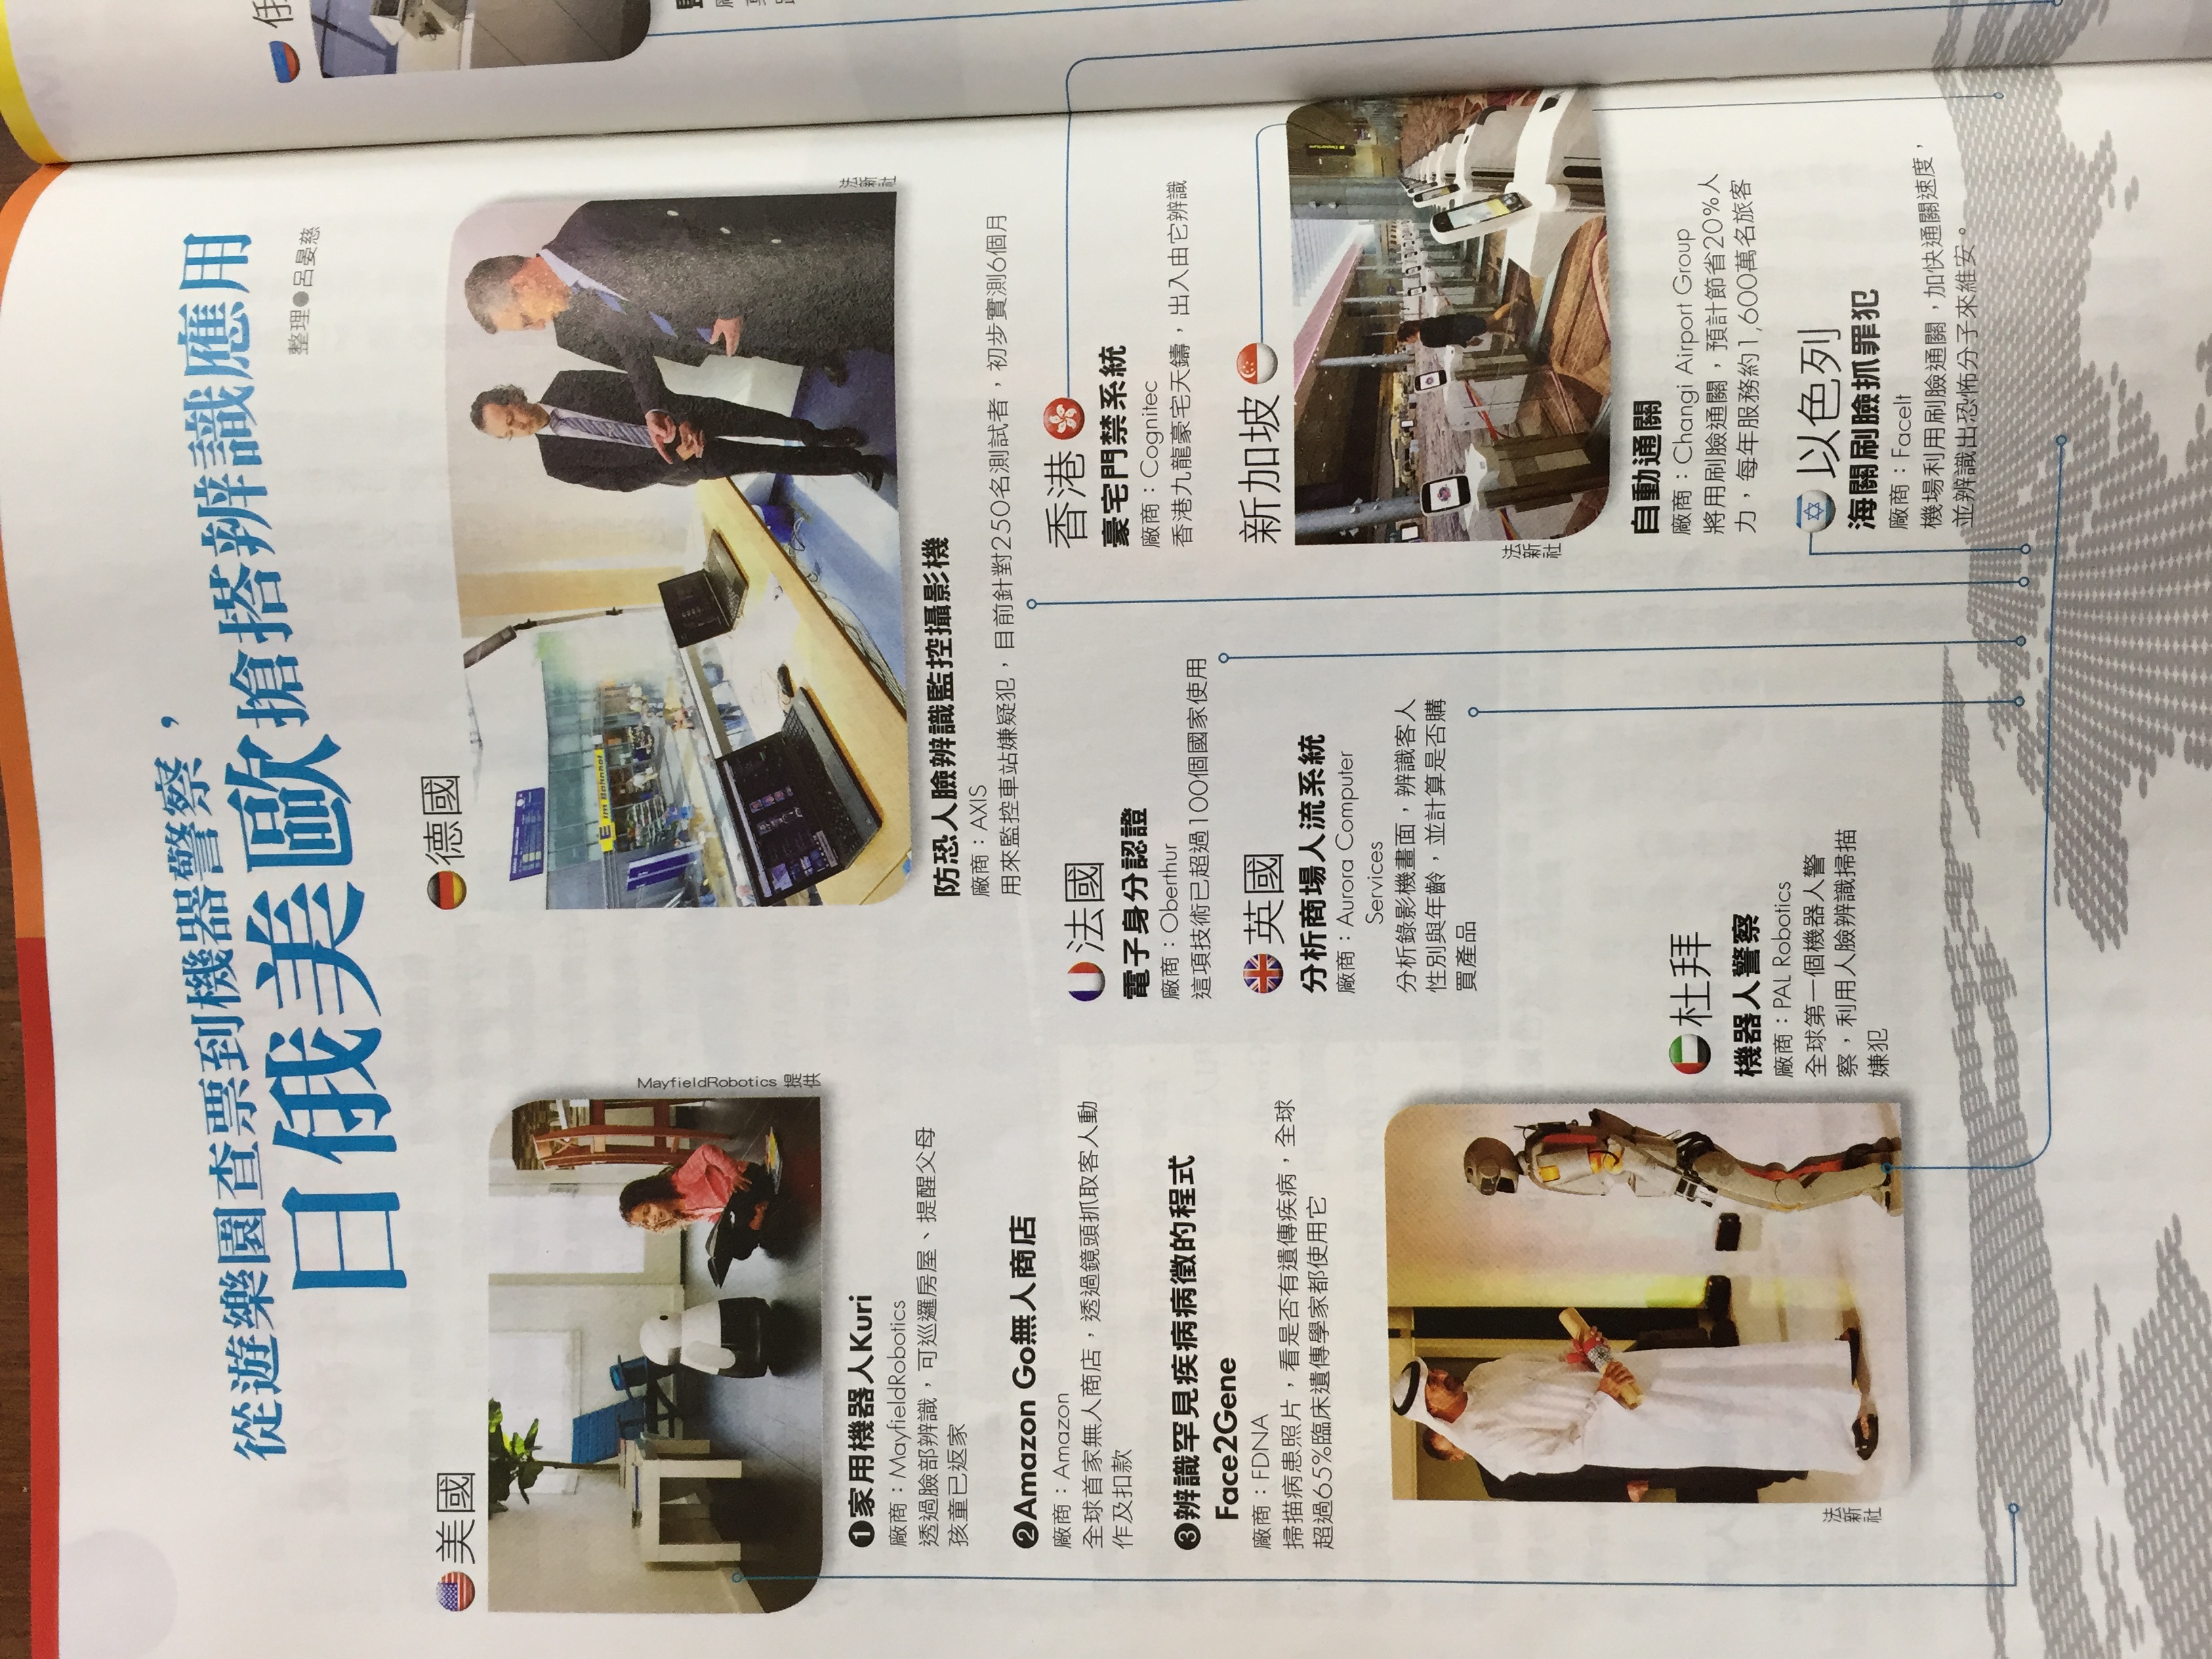 從遊樂園查票到機器警察，
日俄美歐搶搭辨識應用
整理●呂晏慈
美國
MayfieldRobotics 提供
❶家用機器人Kuri
廠商：MayfieldRobotics
透過臉部辨識，可巡邏房屋、提醒父母
孩童已返家
❷Amazon Go無人商店
廠商：Amazon
全球首家無人商店，透過鏡頭抓取客人動
作及扣款
❸辨識罕見疾病病徵的程式
Face2Gene
廠商：FDNA
掃描病患照片，看是否有遺傳疾病，全球
超過65%臨床遺傳學家都使用它
德國
E im Bahnhof
法新社
防恐人臉辨識監控攝影機
廠商：AXIS
用來監控車站嫌疑犯，目前針對250名測試者，初步實測6個月
法國
電子身分認證
廠商：Oberthur
這項技術已超過100個國家使用
英國
分析商場人流系統
廠商：Aurora Computer
Services
分析錄影機畫面，辨識客人
性別與年齡，並計算是否購
買產品
香港
豪宅門禁系統
廠商：Cognitec
香港九龍豪宅天鑄，出入由它辨識
新加坡
法新社
自動通關
廠商：Changi Airport Group
將用刷臉通關，預計節省20%人
力，每年服務約1,600萬名旅客
法新社
杜拜
機器人警察
廠商：PAL Robotics
全球第一個機器人警
察，利用人臉辨識掃描
嫌犯
以色列
海關刷臉抓罪犯
廠商：FaceIt
機場利用刷臉通關，加快通關速度，
並辨識出恐怖分子來維安。